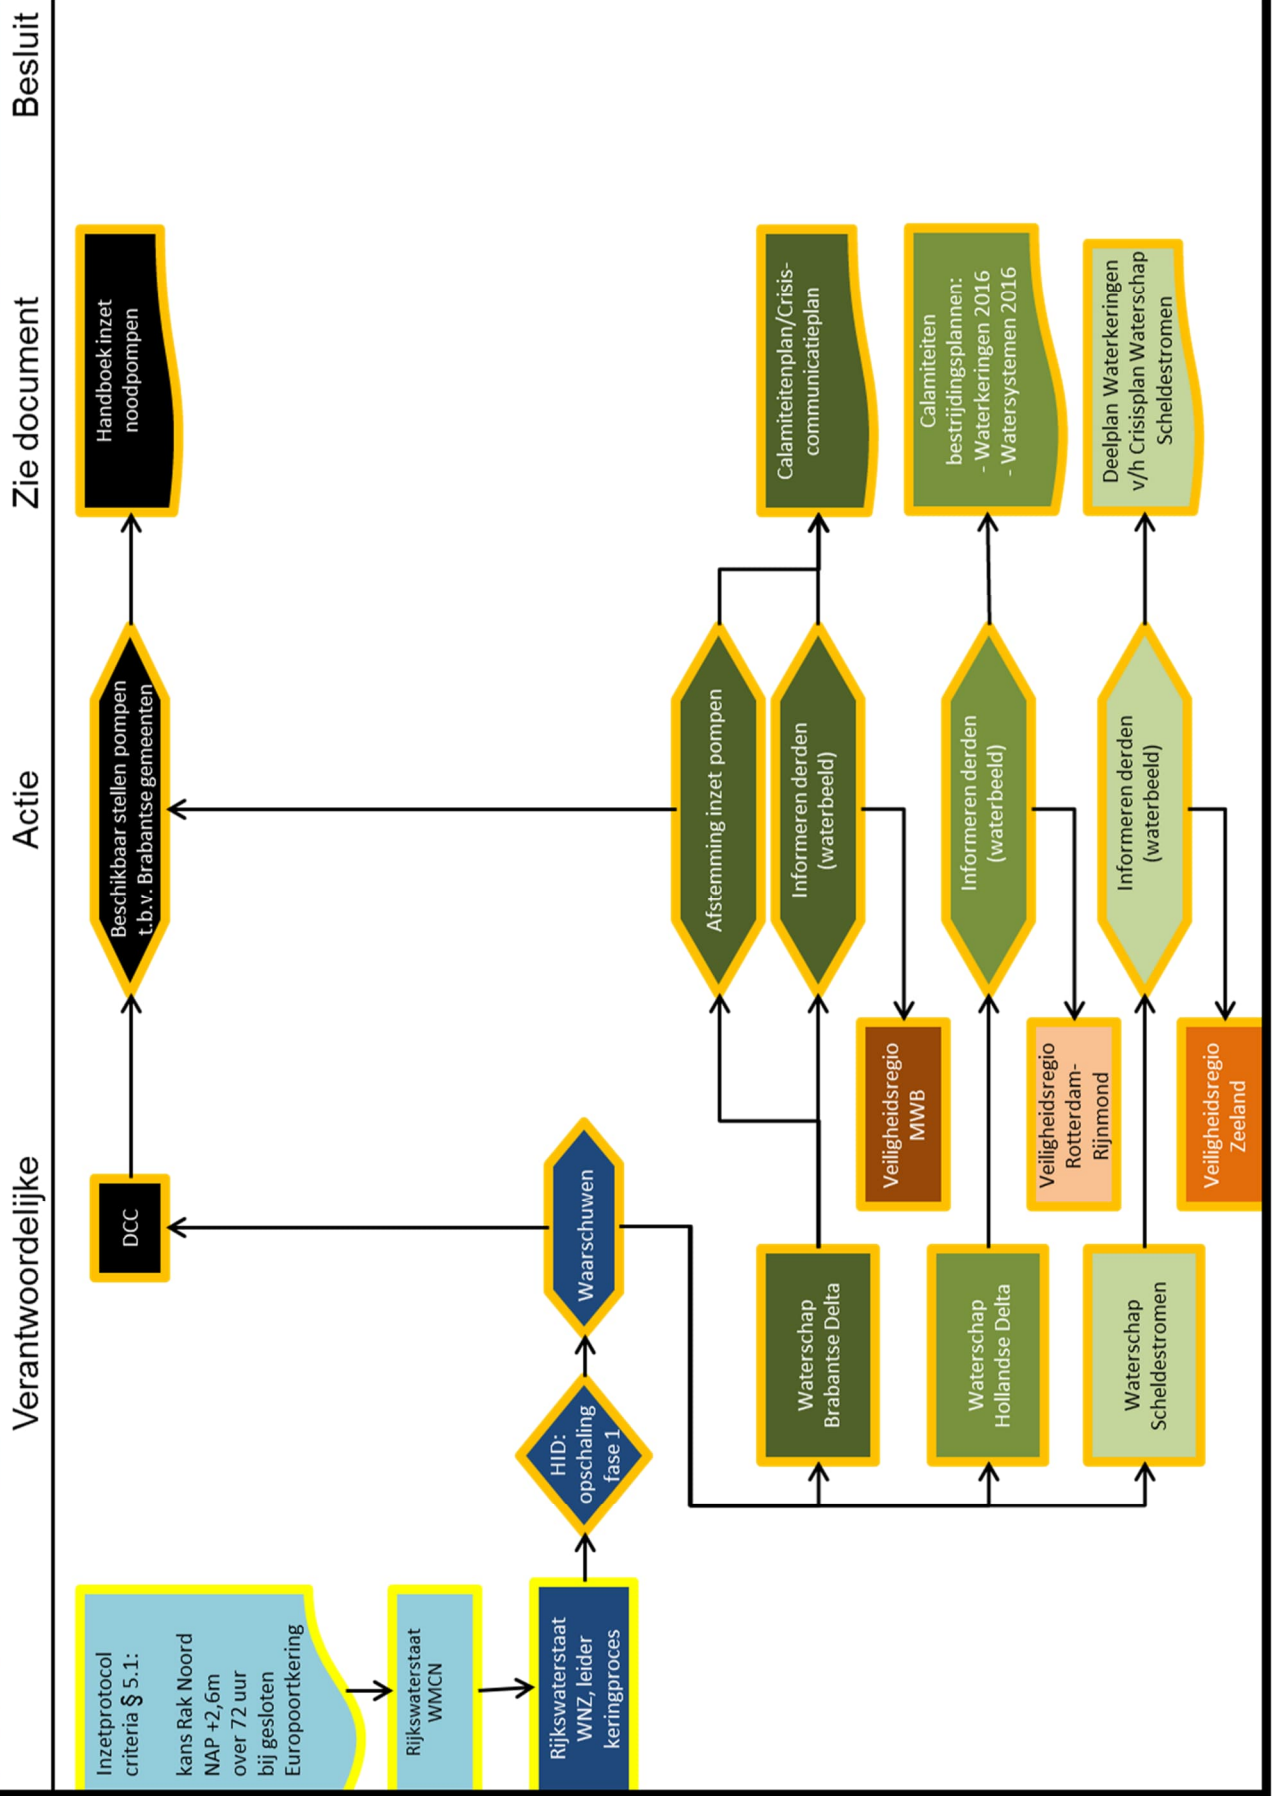 Verantwoordelijke
Actie
Zie document
Besluit
Inzetprotocol
criteria § 5.1:
kans Rak Noord
NAP +2,6m
over 72 uur
bij gesloten
Europoortkering
Rijkswaterstaat
WMCN
Rijkswaterstaat
WNZ, leider
keringproces
HID:
opschaling
fase 1
Waarschuwen
DCC
Beschikbaar stellen pompen
t.b.v. Brabantse gemeenten
Handboek inzet
noodpompen
Waterschap
Brabantse Delta
Afstemming inzet pompen
Informeren derden
(waterbeeld)
Calamiteitenplan/Crisis-
communicatieplan
Veiligheidsregio
MWB
Waterschap
Hollandse Delta
Informeren derden
(waterbeeld)
Calamiteiten
bestrijdingsplannen:
- Waterkeringen 2016
- Watersystemen 2016
Veiligheidsregio
Rotterdam-
Rijnmond
Waterschap
Scheldestromen
Informeren derden
(waterbeeld)
Deelplan Waterkeringen
v/h Crisisplan Waterschap
Scheldestromen
Veiligheidsregio
Zeeland